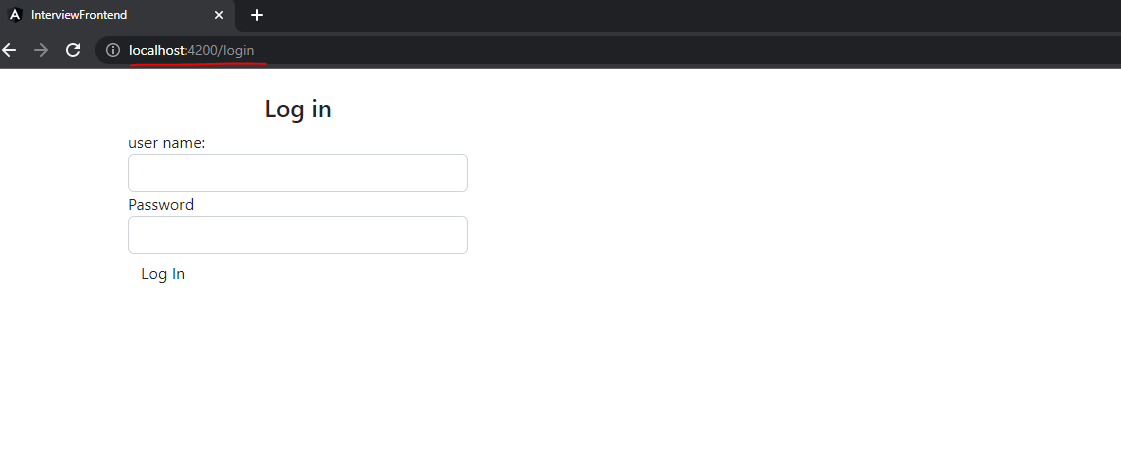 InterviewFrontend
localhost:4200/login
Log in
user name:
Password
Log In